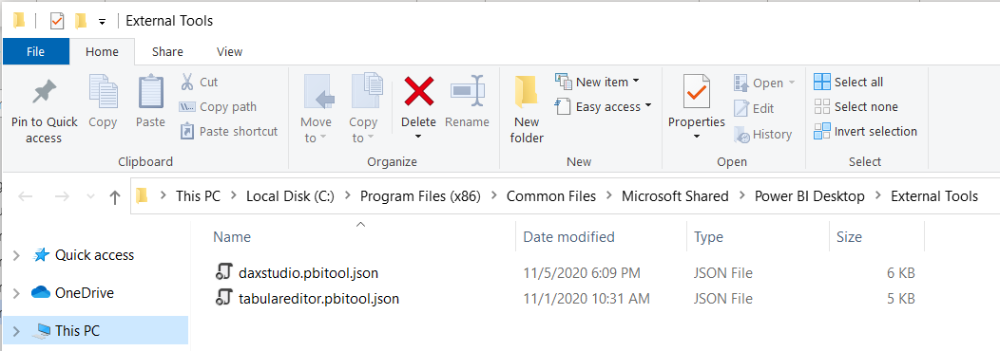 External Tools
File Home Share View
Pin to Quick access
Copy
Paste
Cut
Copy path
Paste shortcut
Clipboard
Move to
Copy to
Delete
Rename
Organize
New folder
New item
Easy access
New
Properties
Open
Edit
History
Open
Select all
Select none
Invert selection
Select
This PC Local Disk (C:) Program Files (x86) Common Files Microsoft Shared Power BI Desktop External Tools
Quick access
OneDrive
This PC
Name Date modified Type Size
daxstudio.pbitool.json 11/5/2020 6:09 PM JSON File 6 KB
tabulareditor.pbitool.json 11/1/2020 10:31 AM JSON File 5 KB